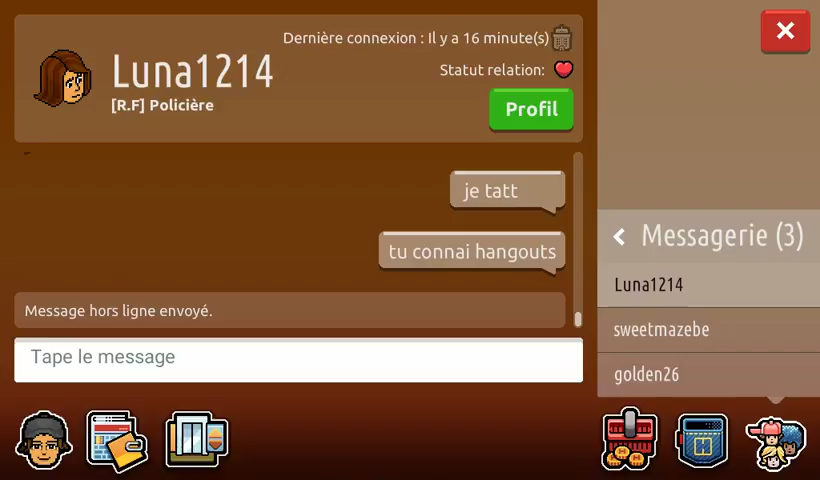 Dernière connexion : Il y a 16 minute(s)
Luna1214
Statut relation:
[R.F] Policière
Profil
je tatt
tu connai hangouts
Message hors ligne envoyé.
Tape le message
Messagerie (3)
Luna1214
sweetmazebe
golden26